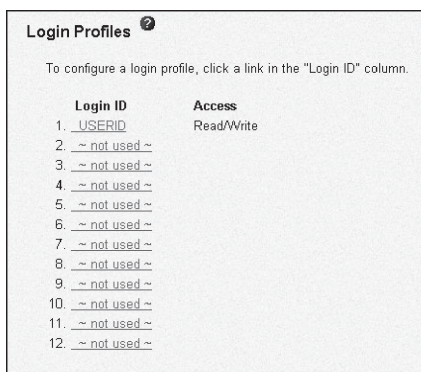 Login Profiles ?
To configure a login profile, click a link in the "Login ID" column.
Login ID Access
1. USERID Read/Write
2. ~ not used ~
3. ~ not used ~
4. ~ not used ~
5. ~ not used ~
6. ~ not used ~
7. ~ not used ~
8. ~ not used ~
9. ~ not used ~
10. ~ not used ~
11. ~ not used ~
12. ~ not used ~